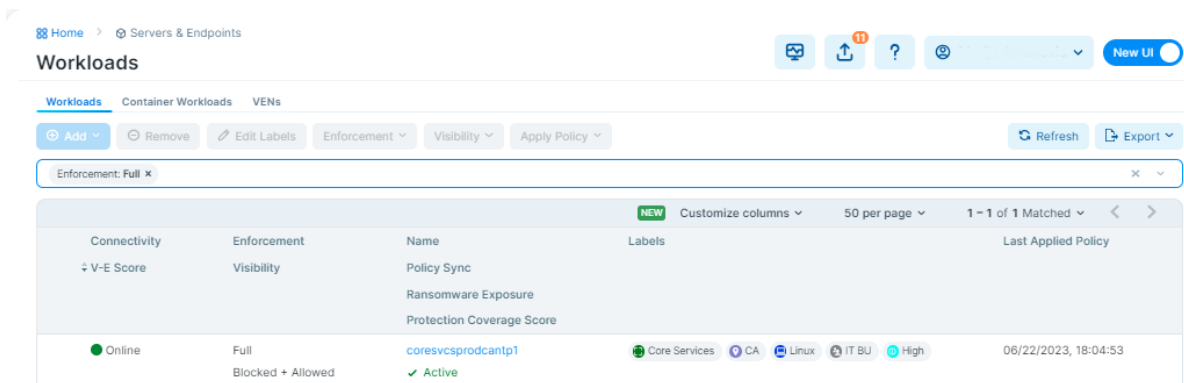 Home > Servers & Endpoints
Workloads
11
?
New UI
Workloads Container Workloads VENs
Add Remove Edit Labels Enforcement Visibility Apply Policy Refresh Export
Enforcement: Full ×
NEW Customize columns 50 per page 1 – 1 of 1 Matched
Connectivity Enforcement Name Labels Last Applied Policy
V-E Score Visibility Policy Sync
Ransomware Exposure
Protection Coverage Score
Online Full coresvcsprodcantp1 Core Services CA Linux IT BU High 06/22/2023, 18:04:53
Blocked + Allowed Active